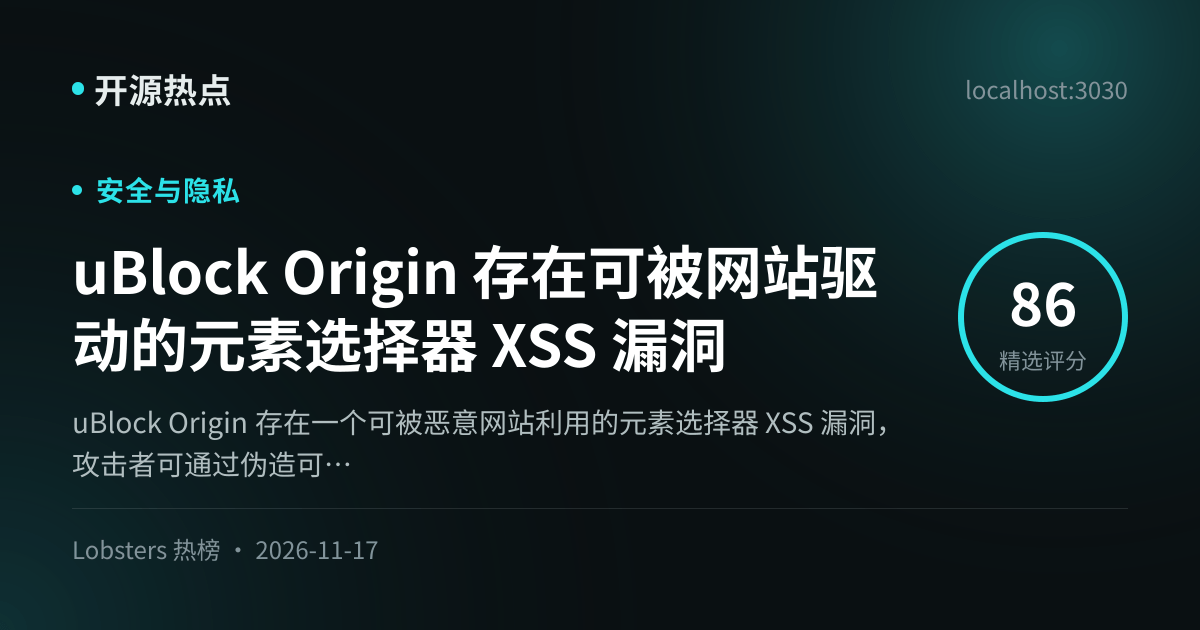 开源热点
localhost:3030
安全与隐私
uBlock Origin 存在可被网站驱
动的元素选择器 XSS 漏洞
86
精选评分
uBlock Origin 存在一个可被恶意网站利用的元素选择器 XSS 漏洞，
攻击者可通过伪造可…
Lobsters 热榜 · 2026-11-17